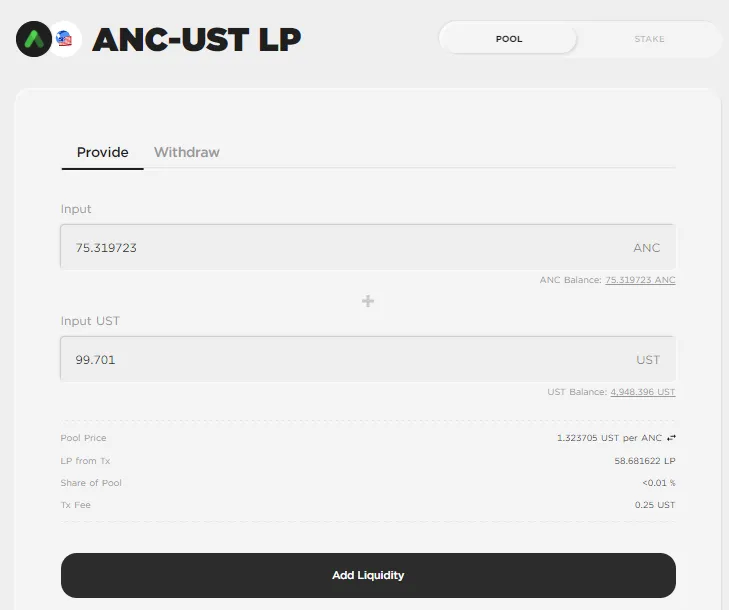 ANC-UST LP
POOL
STAKE
Provide
Withdraw
Input
75.319723
ANC
ANC Balance: 75.319723 ANC
Input UST
99.701
UST
UST Balance: 4,948.396 UST
Pool Price
1.323705 UST per ANC
LP from Tx
58.681622 LP
Share of Pool
<0.01 %
Tx Fee
0.25 UST
Add Liquidity